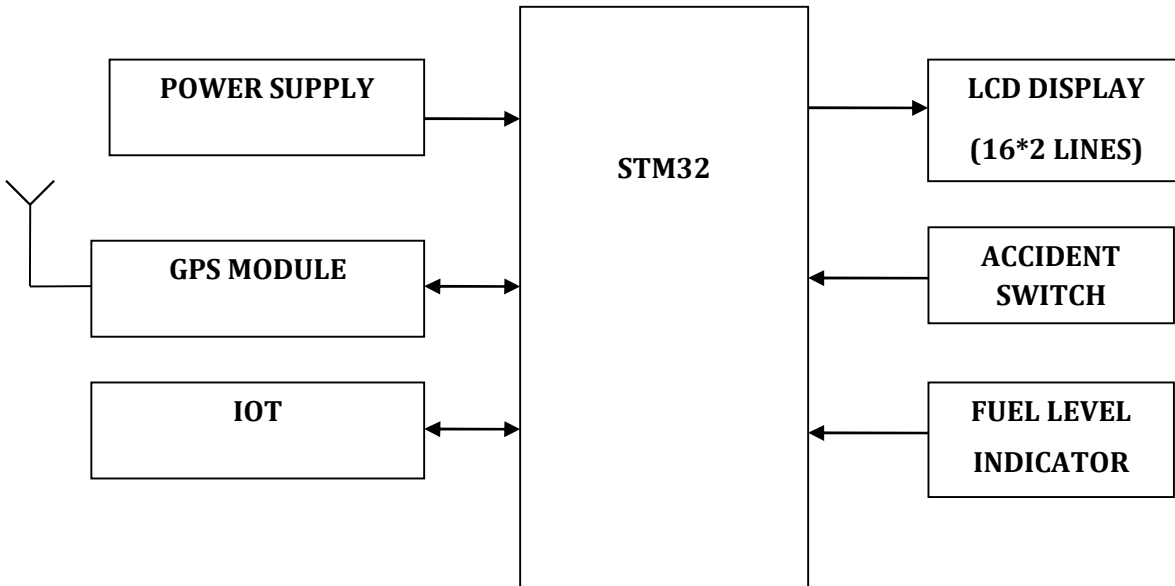 POWER SUPPLY
GPS MODULE
IOT
STM32
LCD DISPLAY
(16*2 LINES)
ACCIDENT
SWITCH
FUEL LEVEL
INDICATOR